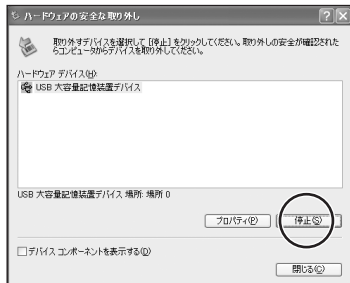 ハードウェアの安全な取り外し
取り外すデバイスを選択して [停止] をクリックしてください。取り外しの安全が確認された
らコンピュータからデバイスを取り外してください。
ハードウェア デバイス(H):
USB 大容量記憶装置デバイス
USB 大容量記憶装置デバイス 場所: 場所 0
プロパティ(P)
停止(S)
デバイス コンポーネントを表示する(D)
閉じる(C)